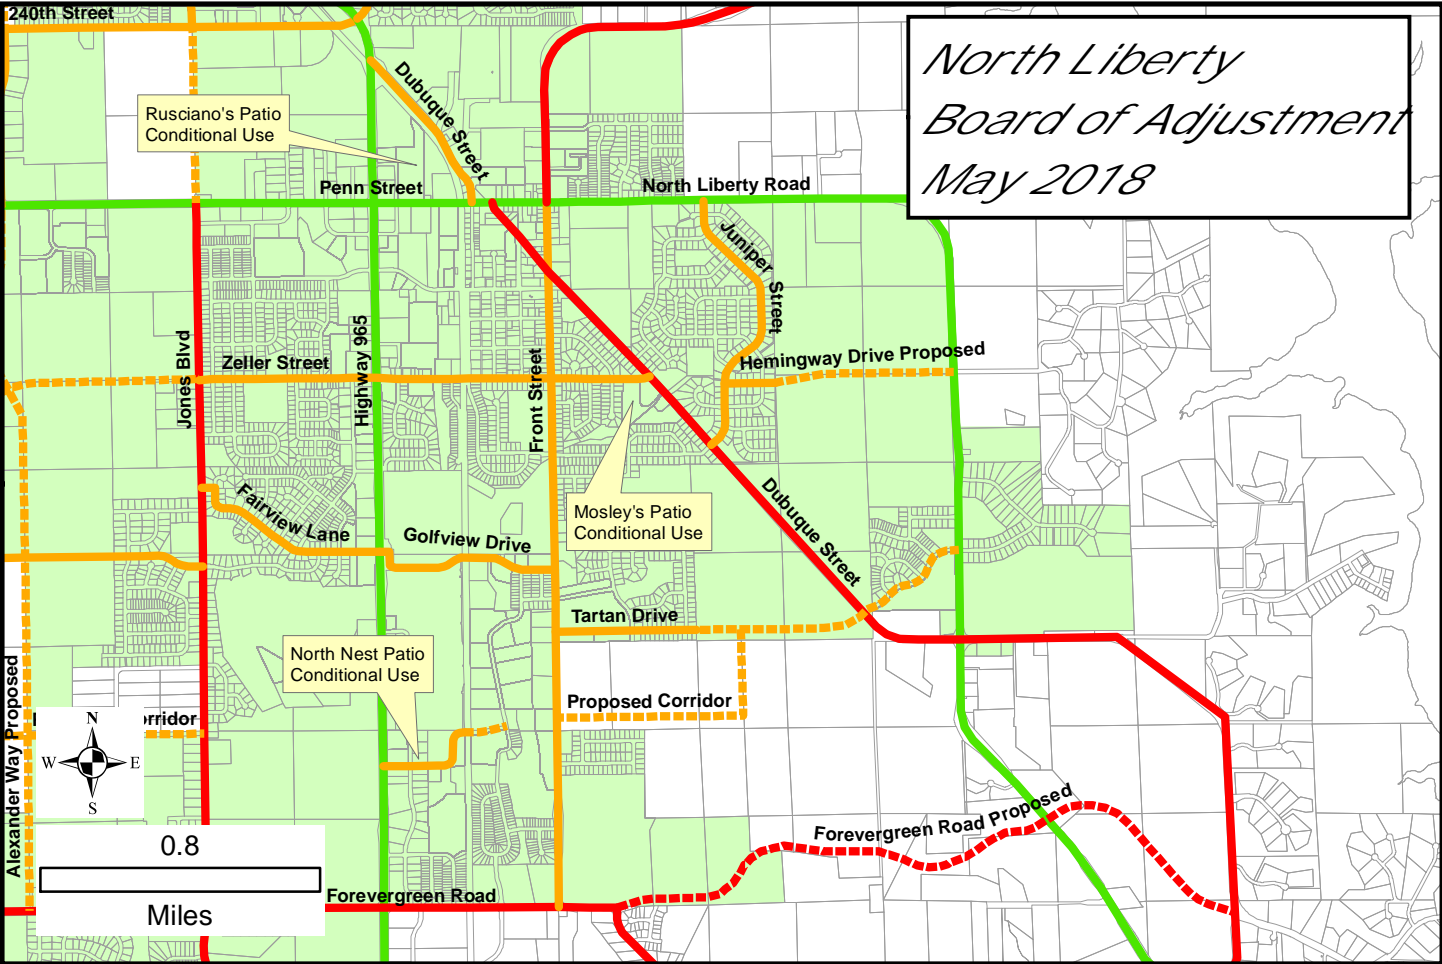 240th Street
North Liberty
Board of Adjustment
May 2018
Dubuque Street
Rusciano's Patio
Conditional Use
Penn Street
North Liberty Road
Juniper
Street
Jones Blvd
Zeller Street
Highway 965
Front Street
Hemingway Drive Proposed
Fairview Lane
Golfview Drive
Mosley's Patio
Conditional Use
Dubuque Street
Tartan Drive
North Nest Patio
Conditional Use
Proposed Corridor
Alexander Way Proposed
orridor
N
W
E
S
Forevergreen Road Proposed
0.8
Miles
Forevergreen Road